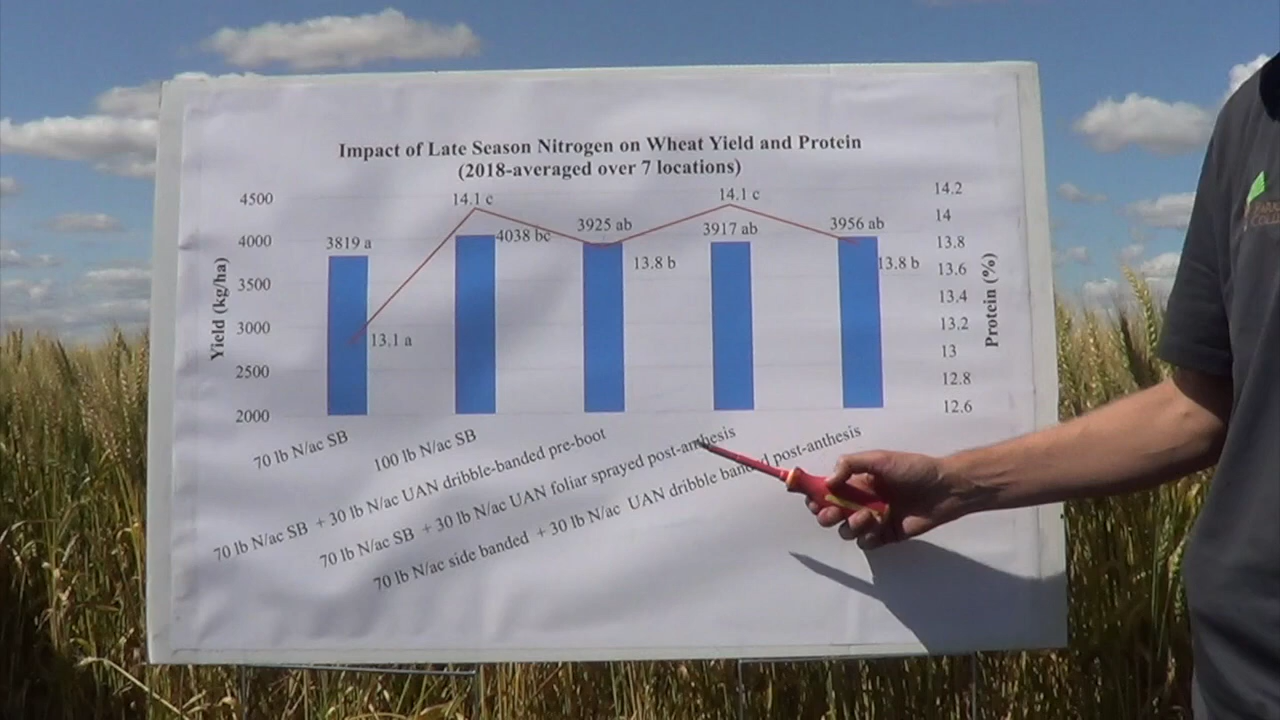 Impact of Late Season Nitrogen on Wheat Yield and Protein
(2018-averaged over 7 locations)
Yield (kg/ha)
4500
4000
3500
3000
2500
2000
3819 a
4038 bc
3925 ab
3917 ab
3956 ab
13.1 a
14.1 c
13.8 b
14.1 c
13.8 b
14.2
14
13.8
13.6
13.4
13.2
13
12.8
12.6
Protein (%)
70 lb N/ac SB
100 lb N/ac SB
70 lb N/ac SB + 30 lb N/ac UAN dribble-banded pre-boot
70 lb N/ac SB + 30 lb N/ac UAN foliar sprayed post-anthesis
70 lb N/ac side banded + 30 lb N/ac UAN dribble banded post-anthesis